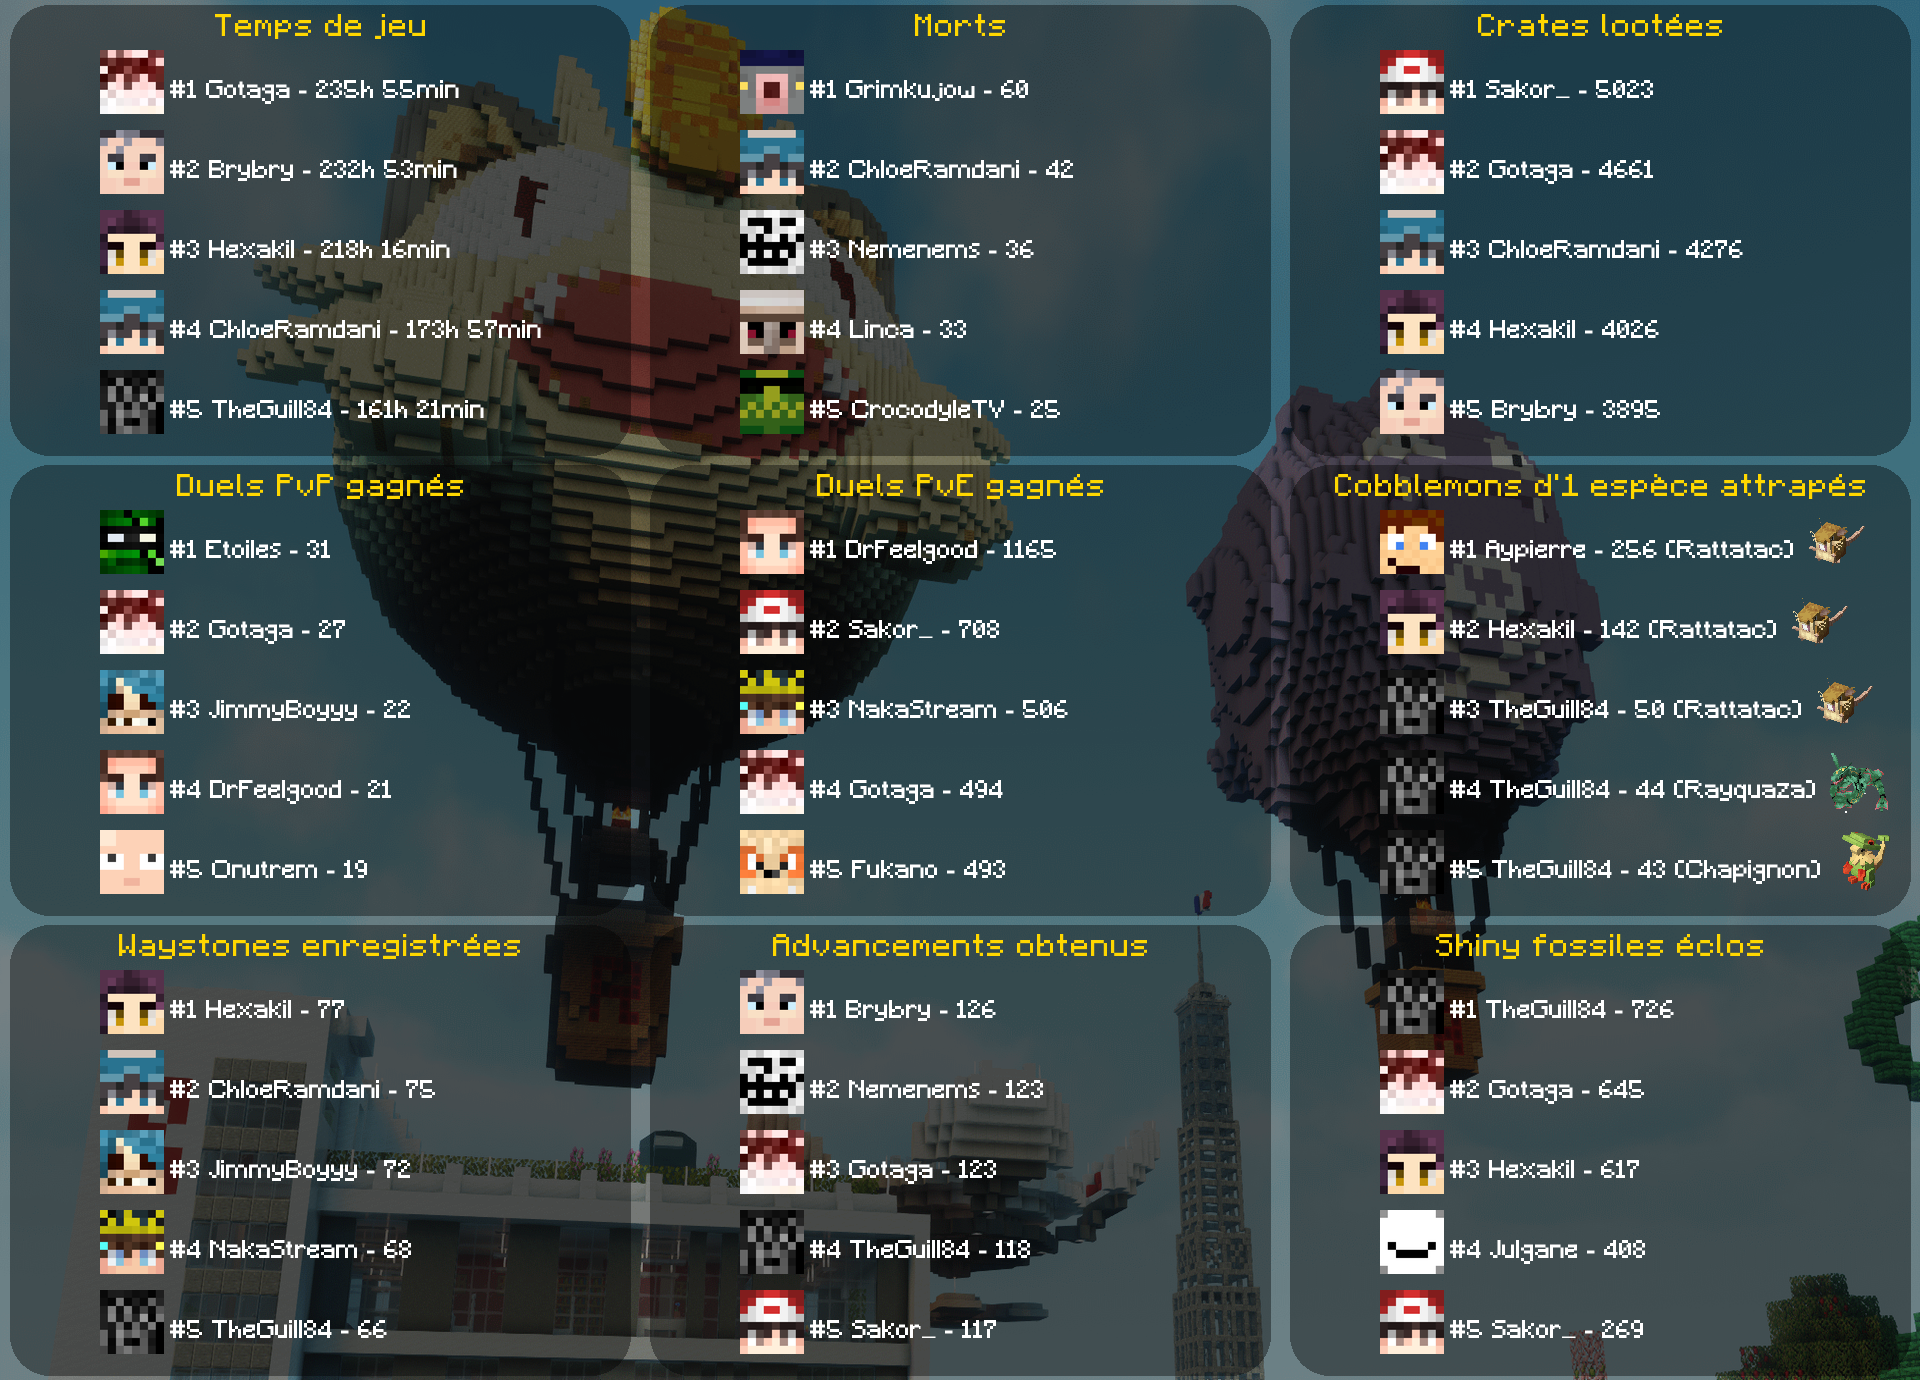 Temps de jeu
#1 Gotaga - 235h 55min
#2 Brybry - 232h 53min
#3 Hexakil - 218h 16min
#4 ChloeRamdani - 173h 57min
#5 TheGuill84 - 161h 21min
Morts
#1 Grimkujow - 60
#2 ChloeRamdani - 42
#3 Nemenems - 36
#4 Linca - 33
#5 CrocodyleTV - 25
Crates lootées
#1 Sakor_ - 5023
#2 Gotaga - 4661
#3 ChloeRamdani - 4276
#4 Hexakil - 4026
#5 Brybry - 3895
Duels PvP gagnés
#1 Etoiles - 31
#2 Gotaga - 27
#3 JimmyBoyyy - 22
#4 DrFeelgood - 21
#5 Onutrem - 19
Duels PvE gagnés
#1 DrFeelgood - 1165
#2 Sakor_ - 708
#3 NakaStream - 506
#4 Gotaga - 494
#5 Fukano - 493
Cobblemons d'1 espèce attrapés
#1 Aypierre - 256 (Rattatac)
#2 Hexakil - 142 (Rattatac)
#3 TheGuill84 - 50 (Rattatac)
#4 TheGuill84 - 44 (Rayquaza)
#5 TheGuill84 - 43 (Chapignon)
Waystones enregistrées
#1 Hexakil - 77
#2 ChloeRamdani - 75
#3 JimmyBoyyy - 72
#4 NakaStream - 68
#5 TheGuill84 - 66
Advancements obtenus
#1 Brybry - 126
#2 Nemenems - 123
#3 Gotaga - 123
#4 TheGuill84 - 118
#5 Sakor_ - 117
Shiny fossiles éclos
#1 TheGuill84 - 726
#2 Gotaga - 645
#3 Hexakil - 617
#4 Julgane - 408
#5 Sakor_ - 269